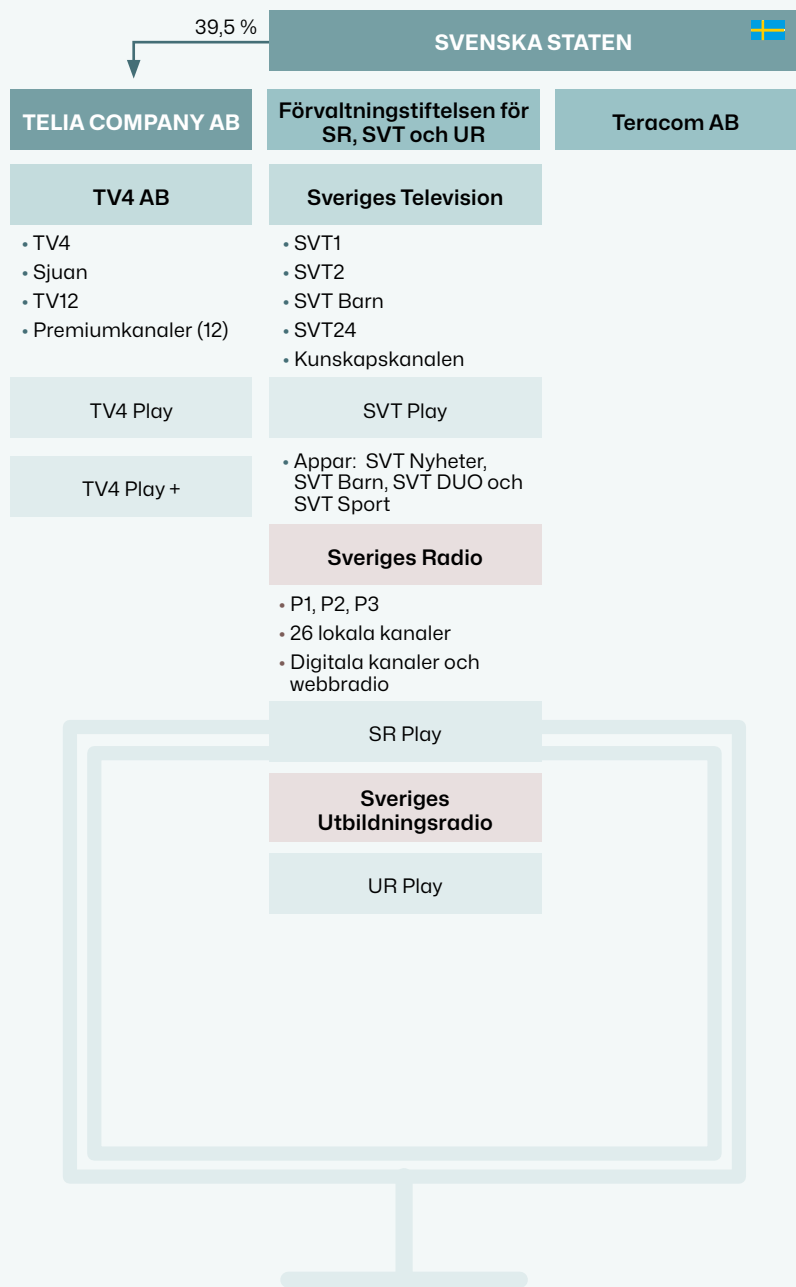 39,5 %
SVENSKA STATEN
TELIA COMPANY AB
Förvaltningstiftelsen för
SR, SVT och UR
Teracom AB
TV4 AB
• TV4
• Sjuan
• TV12
• Premiumkanaler (12)
TV4 Play
TV4 Play +
Sveriges Television
• SVT1
• SVT2
• SVT Barn
• SVT24
• Kunskapskanalen
SVT Play
• Appar: SVT Nyheter,
SVT Barn, SVT DUO och
SVT Sport
Sveriges Radio
• P1, P2, P3
• 26 lokala kanaler
• Digitala kanaler och
webbradio
SR Play
Sveriges
Utbildningsradio
UR Play